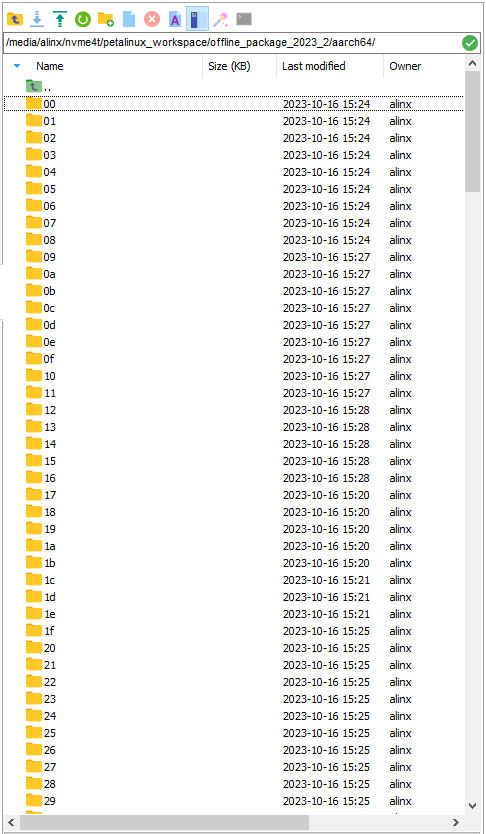 /media/alinx/nvme4t/petalinux_workspace/offline_package_2023_2/aarch64/
Name Size (KB) Last modified Owner
..
00 2023-10-16 15:24 alinx
01 2023-10-16 15:24 alinx
02 2023-10-16 15:24 alinx
03 2023-10-16 15:24 alinx
04 2023-10-16 15:24 alinx
05 2023-10-16 15:24 alinx
06 2023-10-16 15:24 alinx
07 2023-10-16 15:24 alinx
08 2023-10-16 15:24 alinx
09 2023-10-16 15:27 alinx
0a 2023-10-16 15:27 alinx
0b 2023-10-16 15:27 alinx
0c 2023-10-16 15:27 alinx
0d 2023-10-16 15:27 alinx
0e 2023-10-16 15:27 alinx
0f 2023-10-16 15:27 alinx
10 2023-10-16 15:27 alinx
11 2023-10-16 15:27 alinx
12 2023-10-16 15:28 alinx
13 2023-10-16 15:28 alinx
14 2023-10-16 15:28 alinx
15 2023-10-16 15:28 alinx
16 2023-10-16 15:28 alinx
17 2023-10-16 15:20 alinx
18 2023-10-16 15:20 alinx
19 2023-10-16 15:20 alinx
1a 2023-10-16 15:20 alinx
1b 2023-10-16 15:20 alinx
1c 2023-10-16 15:21 alinx
1d 2023-10-16 15:21 alinx
1e 2023-10-16 15:21 alinx
1f 2023-10-16 15:25 alinx
20 2023-10-16 15:25 alinx
21 2023-10-16 15:25 alinx
22 2023-10-16 15:25 alinx
23 2023-10-16 15:25 alinx
24 2023-10-16 15:25 alinx
25 2023-10-16 15:25 alinx
26 2023-10-16 15:25 alinx
27 2023-10-16 15:25 alinx
28 2023-10-16 15:25 alinx
29 2023-10-16 15:25 alinx